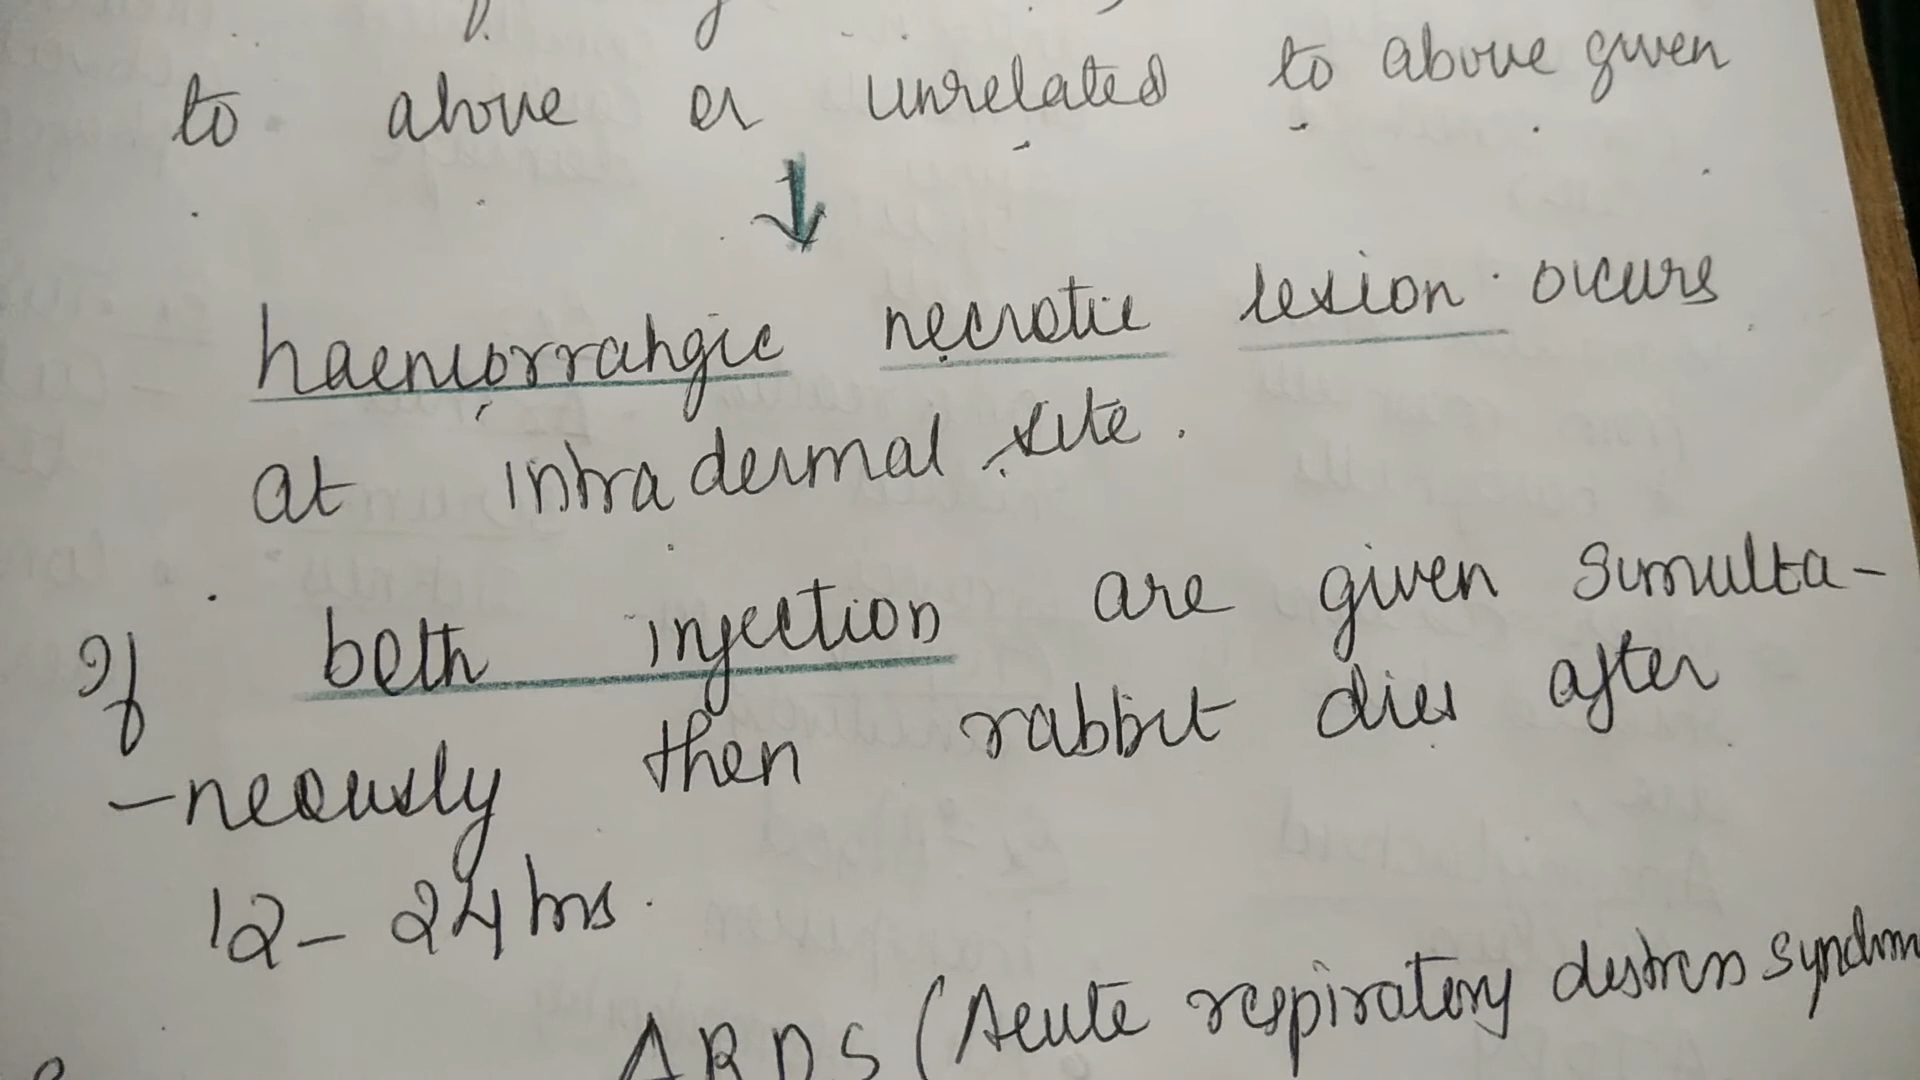 to above or unrelated to above given
↓
haemorrahgic necrotic lesion occurs
at intradermal site.
If both injection are given simulta-
-neously then rabbit dies after
12-24 hrs.
ARDS (Acute respiratory distress syndrom